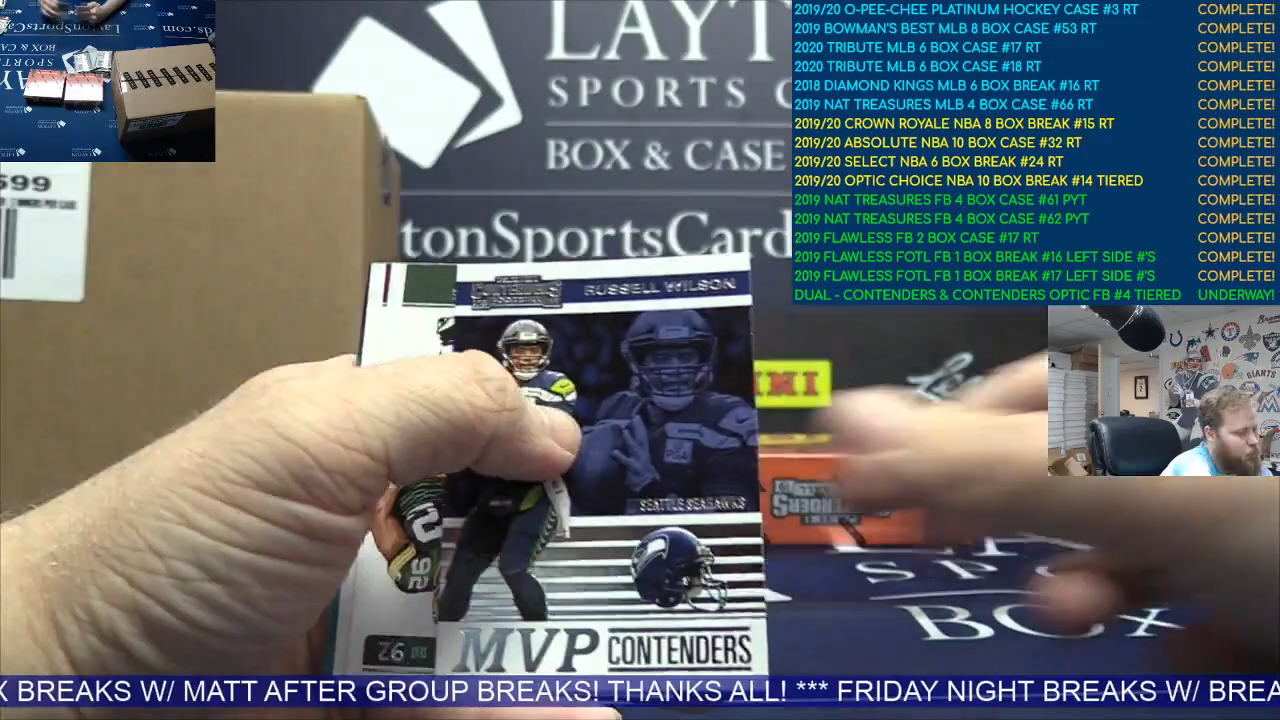 2019/20 O-PEE-CHEE PLATINUM HOCKEY CASE #3 RT COMPLETE!
2019 BOWMAN'S BEST MLB 8 BOX CASE #53 RT COMPLETE!
2020 TRIBUTE MLB 6 BOX CASE #17 RT COMPLETE!
2020 TRIBUTE MLB 6 BOX CASE #18 RT COMPLETE!
2018 DIAMOND KINGS MLB 6 BOX BREAK #16 RT COMPLETE!
2019 NAT TREASURES MLB 4 BOX CASE #66 RT COMPLETE!
2019/20 CROWN ROYALE NBA 8 BOX BREAK #15 RT COMPLETE!
2019/20 ABSOLUTE NBA 10 BOX CASE #32 RT COMPLETE!
2019/20 SELECT NBA 6 BOX BREAK #24 RT COMPLETE!
2019/20 OPTIC CHOICE NBA 10 BOX BREAK #14 TIERED COMPLETE!
2019 NAT TREASURES FB 4 BOX CASE #61 PYT COMPLETE!
2019 NAT TREASURES FB 4 BOX CASE #62 PYT COMPLETE!
2019 FLAWLESS FB 2 BOX CASE #17 RT COMPLETE!
2019 FLAWLESS FOTL FB 1 BOX BREAK #16 LEFT SIDE #'S COMPLETE!
2019 FLAWLESS FOTL FB 1 BOX BREAK #17 LEFT SIDE #'S COMPLETE!
DUAL - CONTENDERS & CONTENDERS OPTIC FB #4 TIERED UNDERWAY!
LAYT
SPORTS C
BOX & CASE
tonSportsCard
599
CONTENDERS
RUSSELL WILSON
SEATTLE SEAHAWKS
MVP CONTENDERS
92
INI
GIANTS
S P
BOX
X BREAKS W/ MATT AFTER GROUP BREAKS! THANKS ALL! *** FRIDAY NIGHT BREAKS W/ BREA